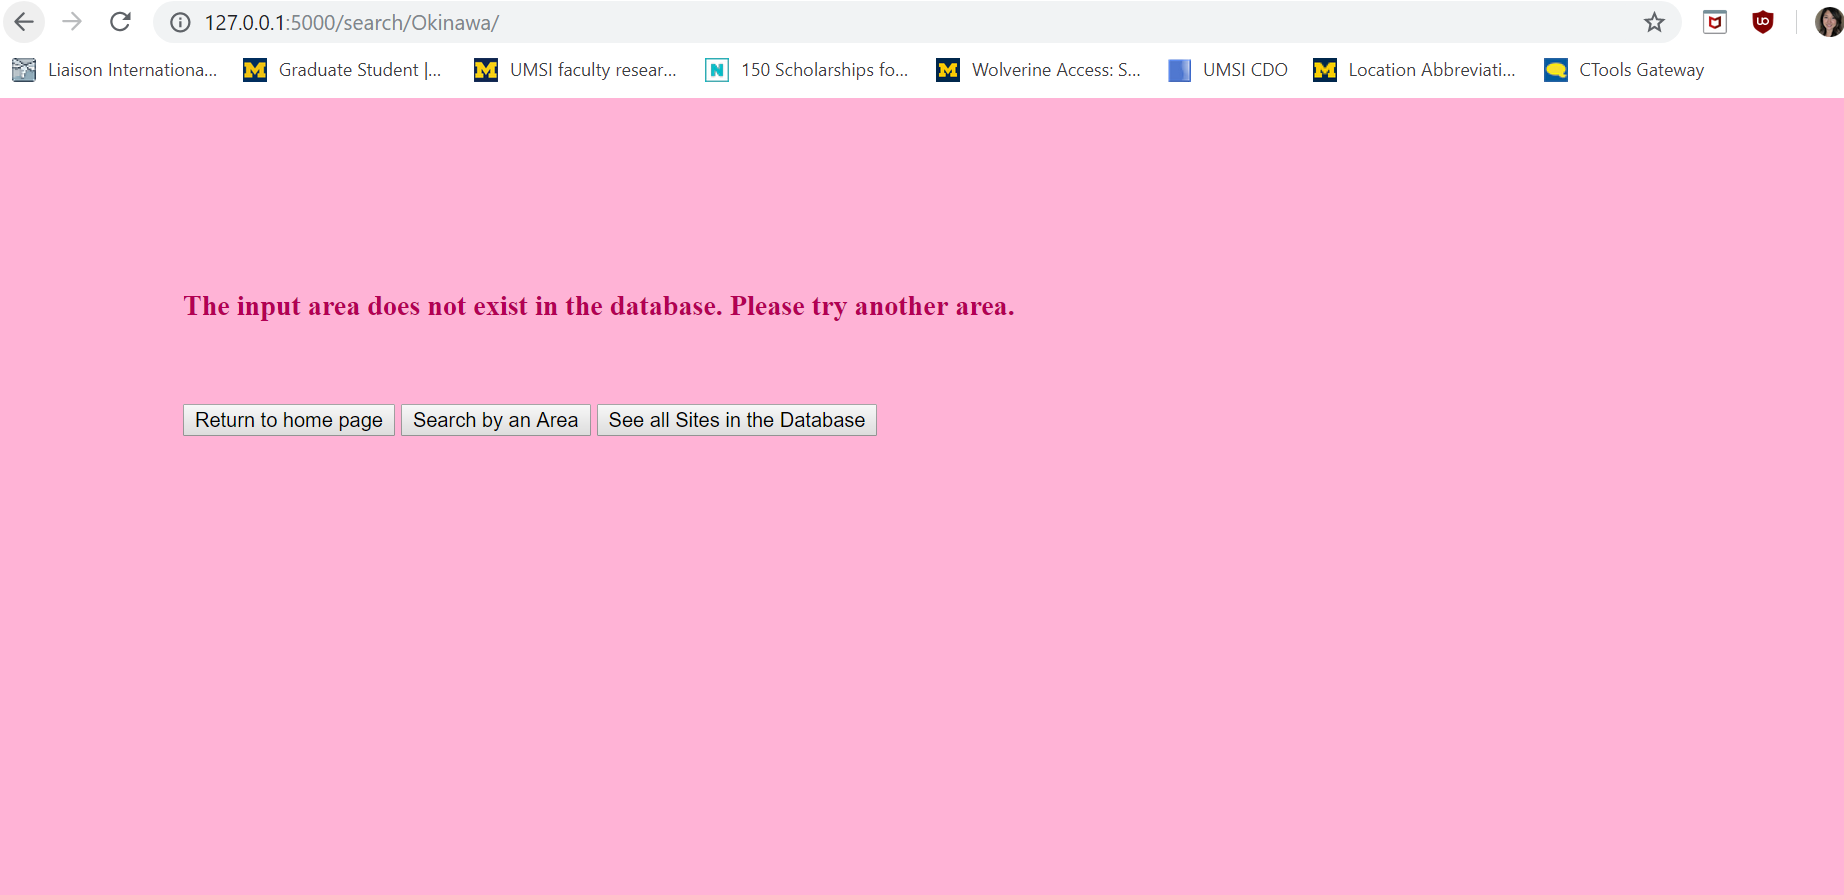 127.0.0.1:5000/search/Okinawa/
Liaison Internationa... Graduate Student |... UMSI faculty resear... N 150 Scholarships fo... Wolverine Access: S... UMSI CDO Location Abbreviati... CTools Gateway
The input area does not exist in the database. Please try another area.
Return to home page Search by an Area See all Sites in the Database